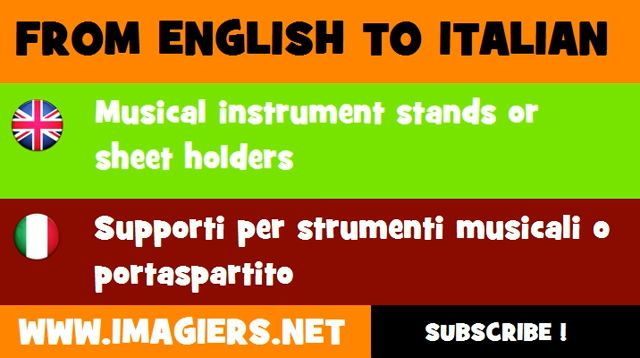 FROM ENGLISH TO ITALIAN
Musical instrument stands or
sheet holders
Supporti per strumenti musicali o
portaspartito
WWW.IMAGIERS.NET
SUBSCRIBE !